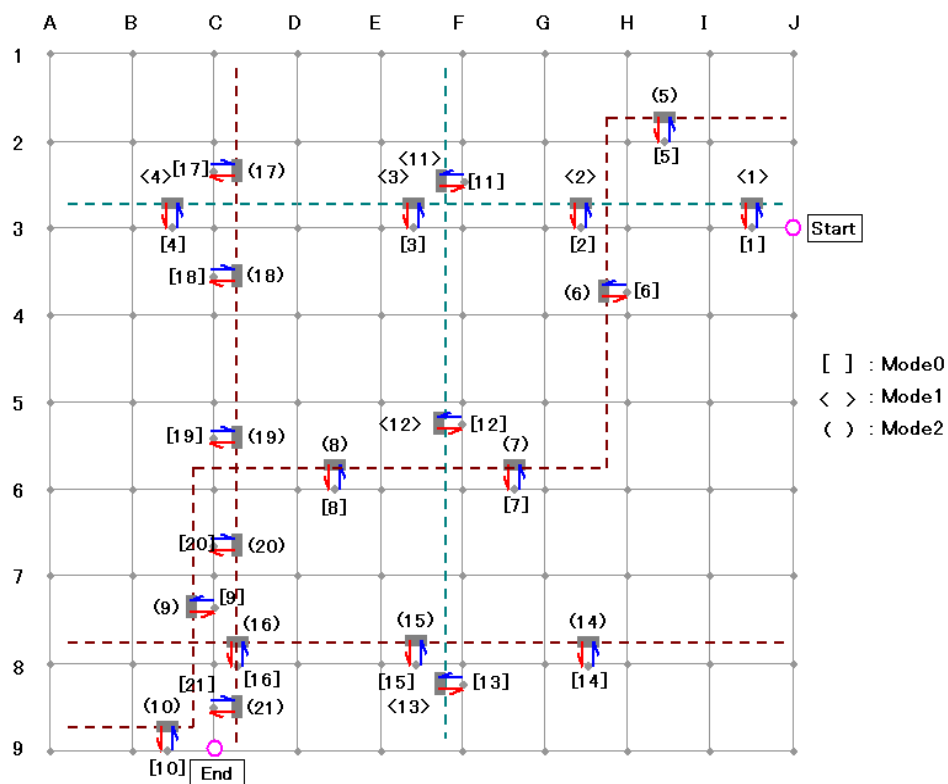 A B C D E F G H I J
1
(5)
2
[5]
[17] (17) <11> [11]
<4> <3> <2> <1>
3
[4] [3] [2] [1] Start
[18] (18)
(6) [6]
4
[ ] : Mode0
< > : Mode1
( ) : Mode2
5
[19] (19) <12> [12]
(8) (7)
6
[8] [7]
[20] (20)
7
(9) [9]
(16) (15) (14)
8
[21] [16] [15] [13] [14]
(10) (21) <13>
9
[10] End